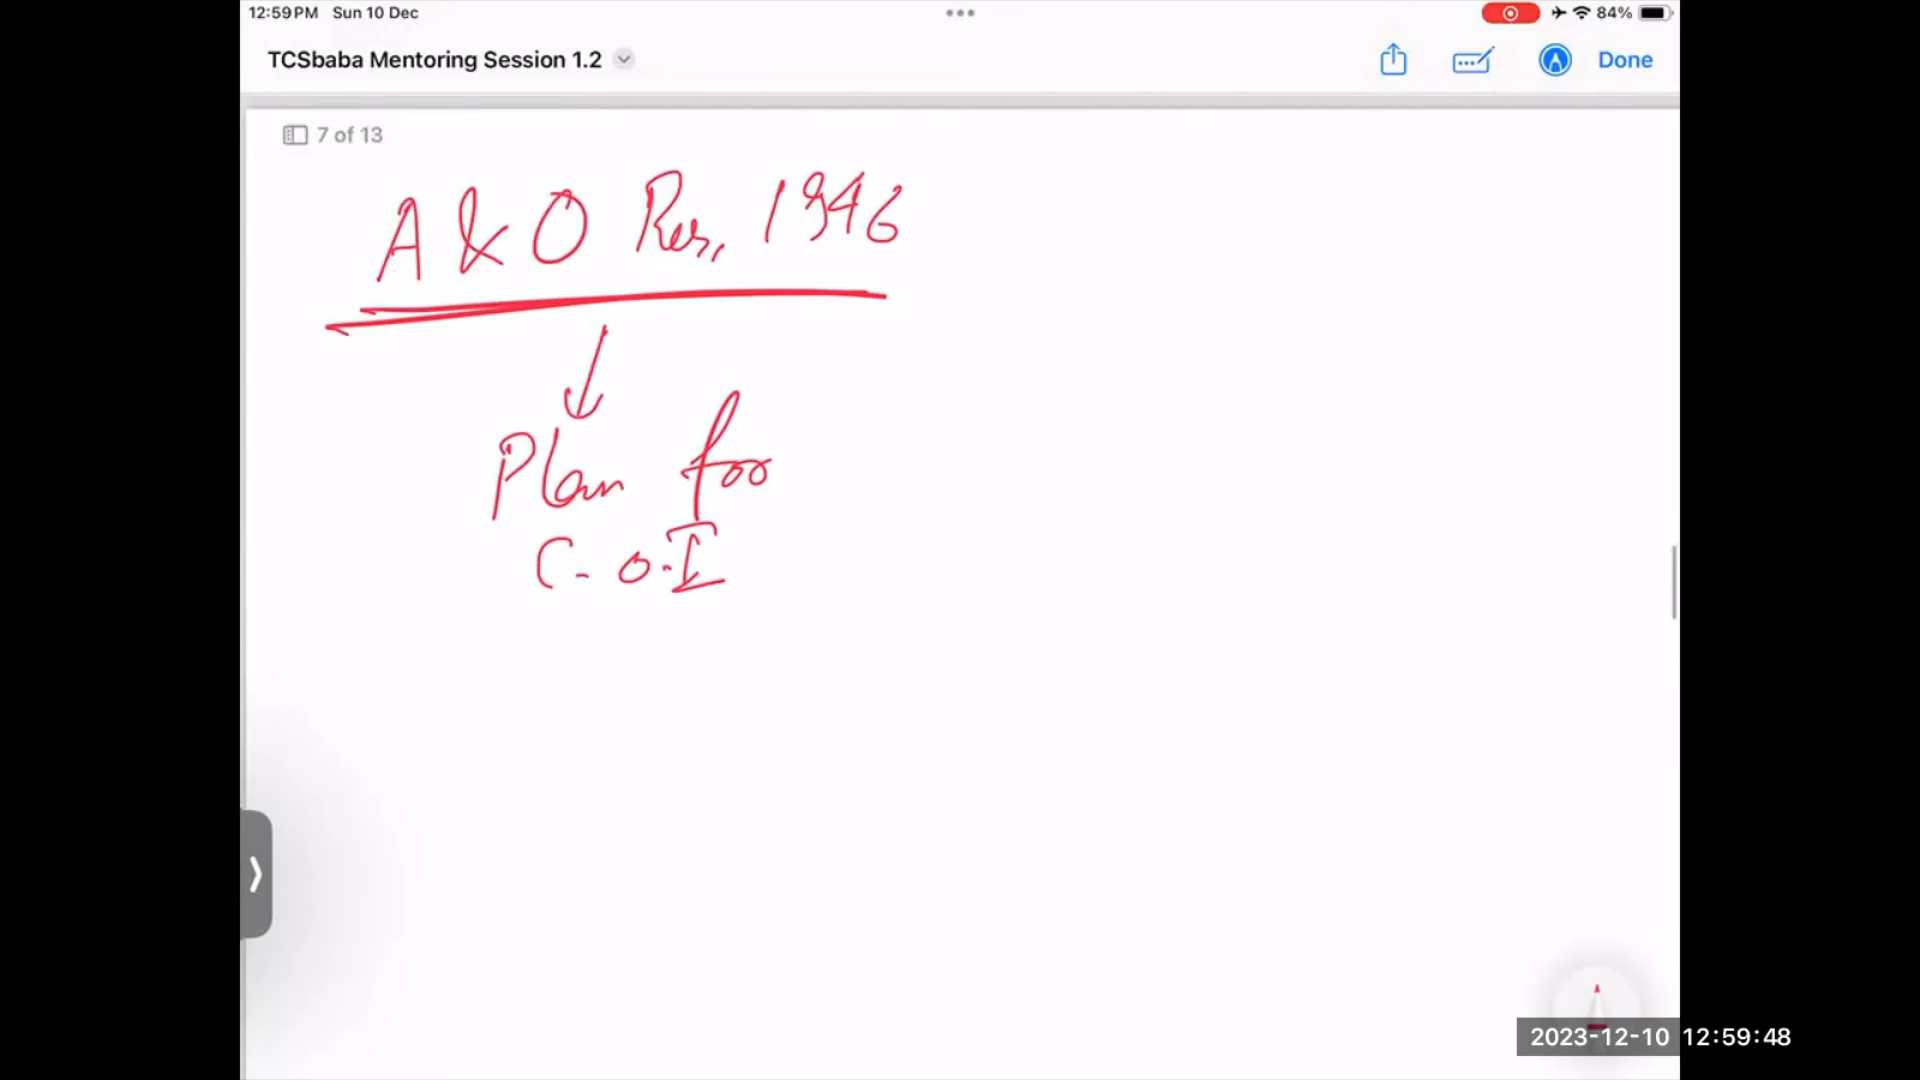 12:59 PM Sun 10 Dec
84%
TCSbaba Mentoring Session 1.2
Done
7 of 13
A & O Res, 1946
Plan for
C.O.I
2023-12-10 12:59:48